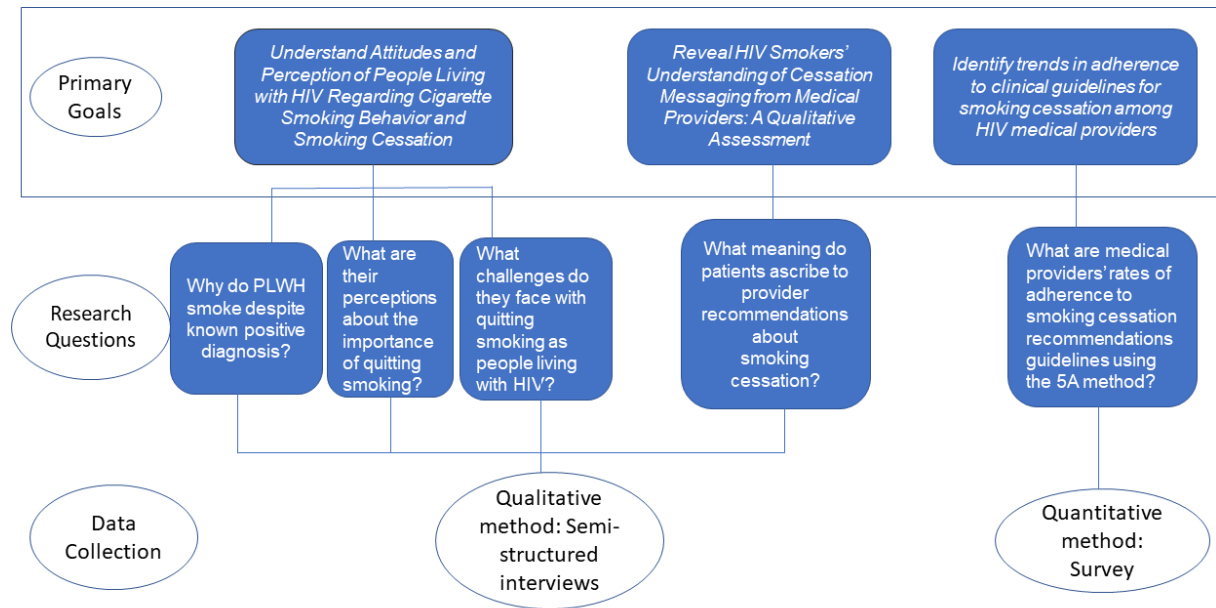 Primary
Goals
Understand Attitudes and
Perception of People Living
with HIV Regarding Cigarette
Smoking Behavior and
Smoking Cessation
Reveal HIV Smokers’
Understanding of Cessation
Messaging from Medical
Providers: A Qualitative
Assessment
Identify trends in adherence
to clinical guidelines for
smoking cessation among
HIV medical providers
Research
Questions
Why do PLWH
smoke despite
known positive
diagnosis?
What are
their
perceptions
about the
importance
of quitting
smoking?
What
challenges do
they face with
quitting
smoking as
people living
with HIV?
What meaning do
patients ascribe to
provider
recommendations
about
smoking
cessation?
What are medical
providers’ rates of
adherence to
smoking cessation
recommendations
guidelines using
the 5A method?
Data
Collection
Qualitative
method: Semi-
structured
interviews
Quantitative
method:
Survey